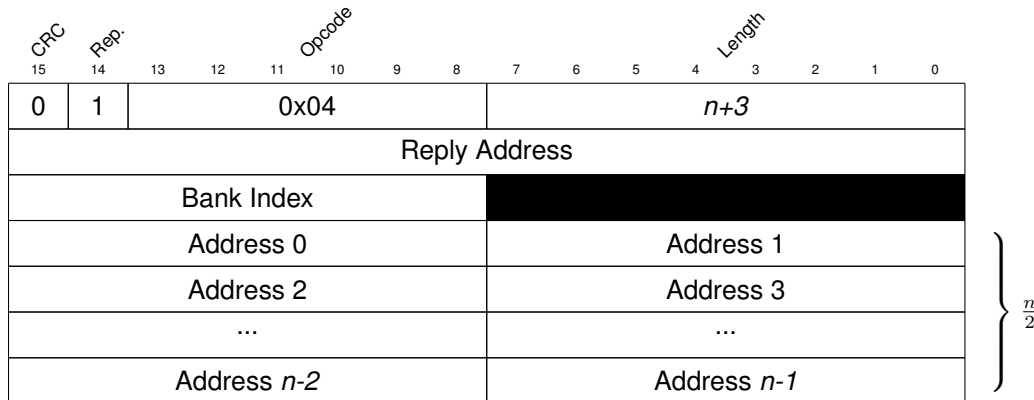 CRC Rep. Opcode Length
15 14 13 12 11 10 9 8 7 6 5 4 3 2 1 0
0 1 0x04 n+3
Reply Address
Bank Index
Address 0 Address 1
Address 2 Address 3
... ...
Address n-2 Address n-1
n/2